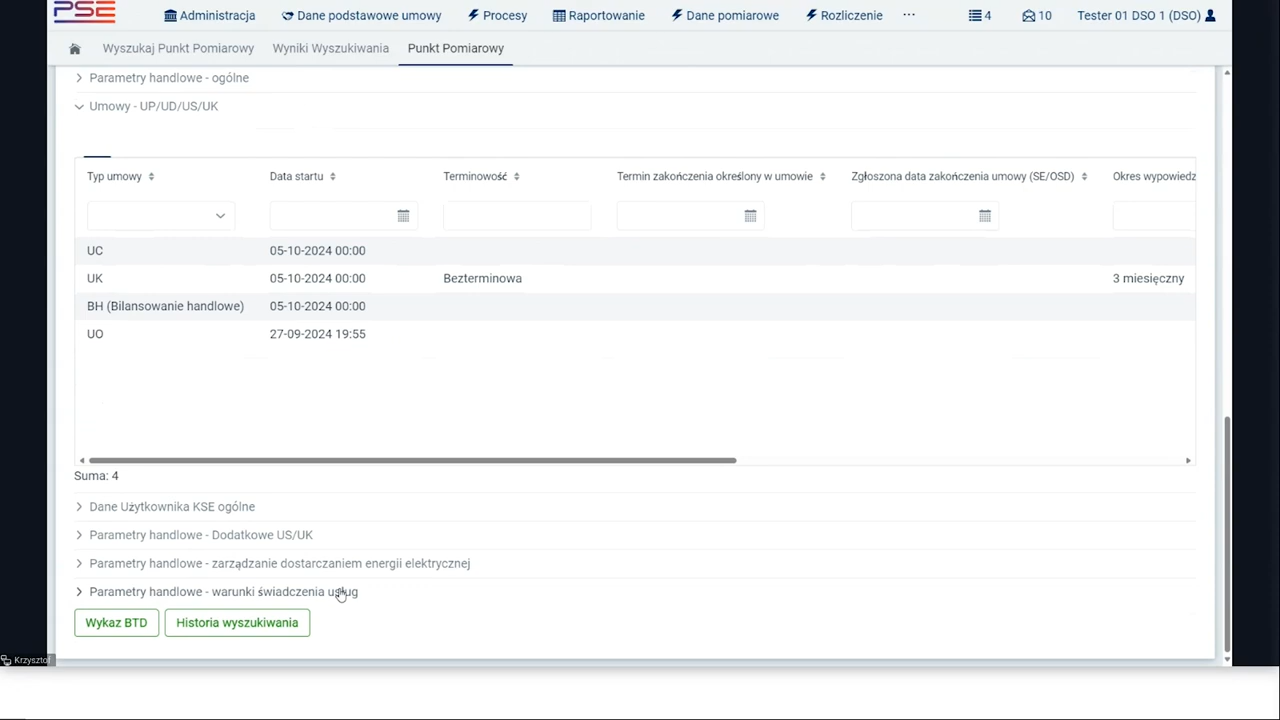 PSE Administracja Dane podstawowe umowy Procesy Raportowanie Dane pomiarowe Rozliczenie ... 4 10 Tester 01 DSO 1 (DSO)
Wyszukaj Punkt Pomiarowy Wyniki Wyszukiwania Punkt Pomiarowy
Parametry handlowe - ogólne
Umowy - UP/UD/US/UK
Typ umowy Data startu Terminowość Termin zakończenia określony w umowie Zgłoszona data zakończenia umowy (SE/OSD) Okres wypowiedz
UC 05-10-2024 00:00
UK 05-10-2024 00:00 Bezterminowa 3 miesięczny
BH (Bilansowanie handlowe) 05-10-2024 00:00
UO 27-09-2024 19:55
Suma: 4
Dane Użytkownika KSE ogólne
Parametry handlowe - Dodatkowe US/UK
Parametry handlowe - zarządzanie dostarczaniem energii elektrycznej
Parametry handlowe - warunki świadczenia usług
Wykaz BTD Historia wyszukiwania
Krzysztof